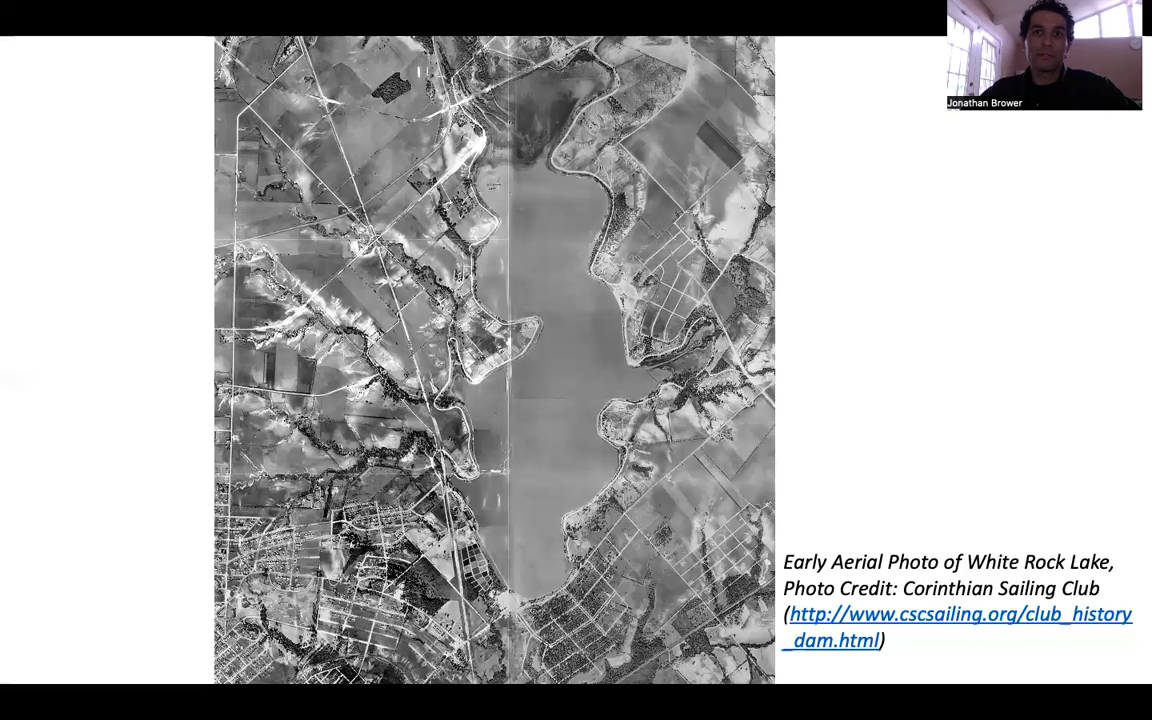 Jonathan Brower
Early Aerial Photo of White Rock Lake,
Photo Credit: Corinthian Sailing Club
(http://www.cscsailing.org/club_history
_dam.html)